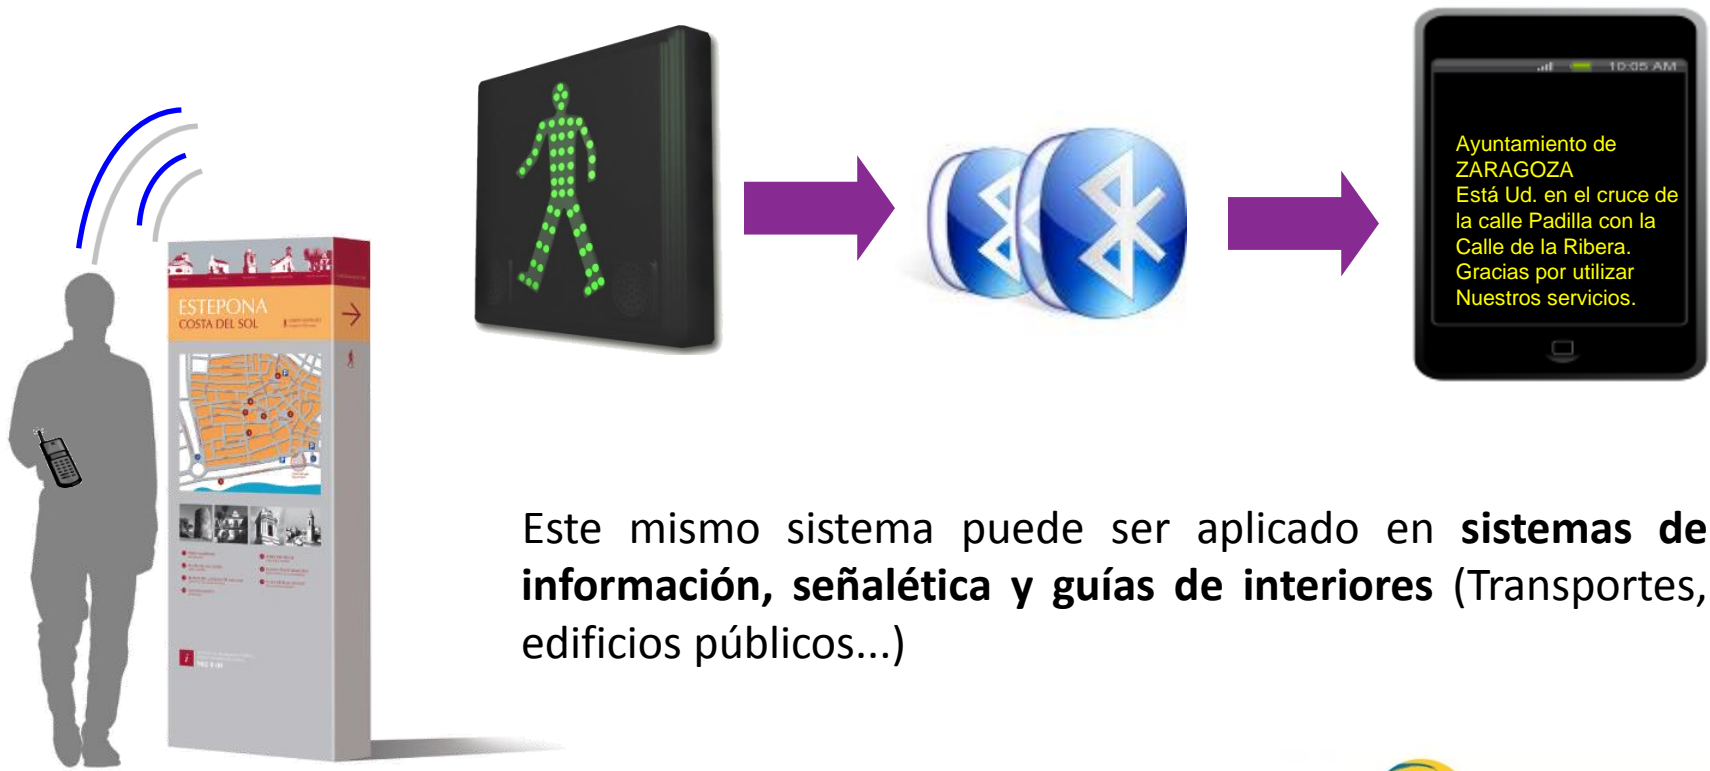 10:05 AM
Ayuntamiento de
ZARAGOZA
Está Ud. en el cruce de
la calle Padilla con la
Calle de la Ribera.
Gracias por utilizar
Nuestros servicios.
ESTEPONA
COSTA DEL SOL
i
Este mismo sistema puede ser aplicado en sistemas de
información, señalética y guías de interiores (Transportes,
edificios públicos...)